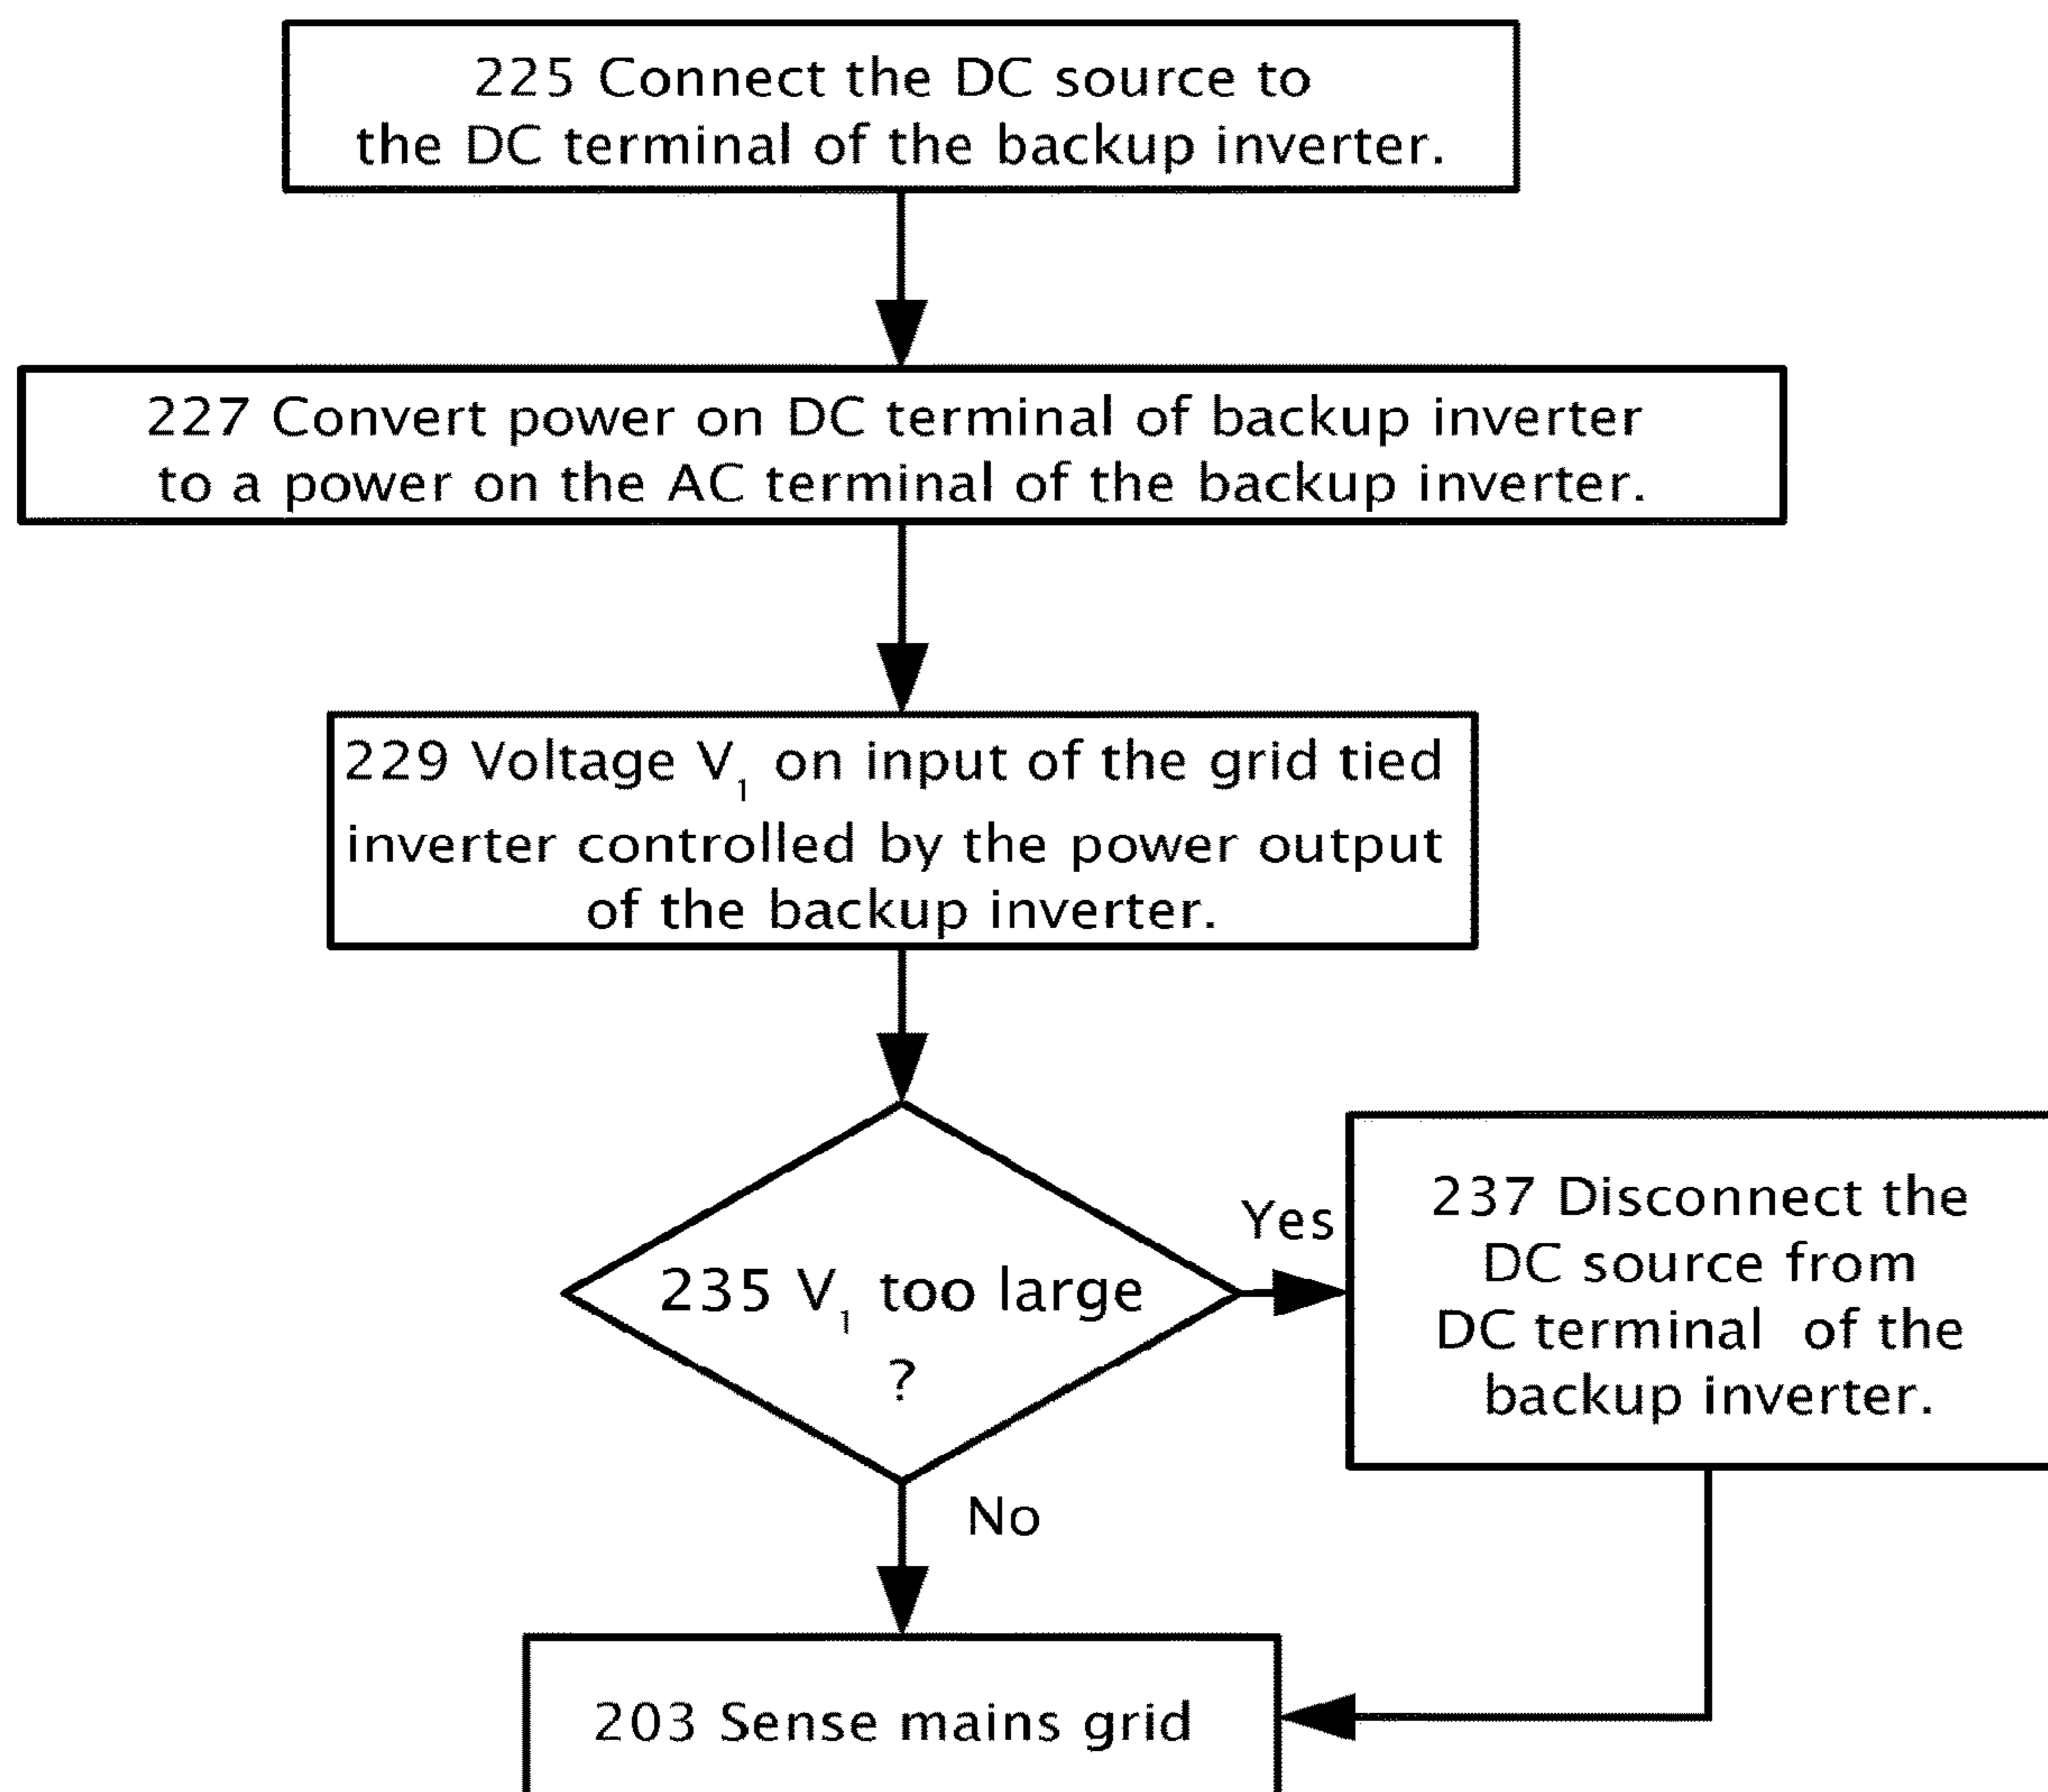 225 Connect the DC source to
the DC terminal of the backup inverter.
227 Convert power on DC terminal of backup inverter
to a power on the AC terminal of the backup inverter.
229 Voltage V₁ on input of the grid tied
inverter controlled by the power output
of the backup inverter.
235 V₁ too large
?
Yes
237 Disconnect the
DC source from
DC terminal of the
backup inverter.
No
203 Sense mains grid